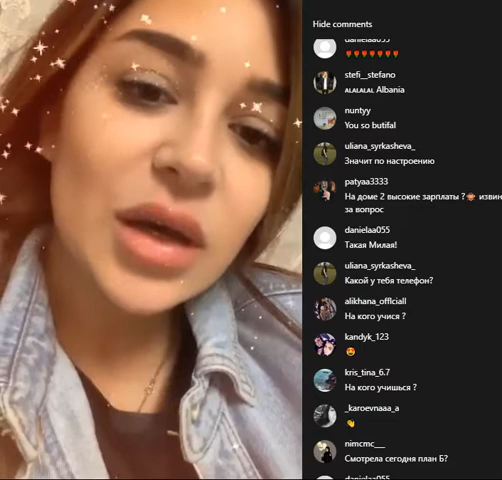 Hide comments
danielaa055
stefi__stefano
ALALALAL Albania
nuntyy
You so butifal
uliana_syrkasheva_
Значит по настроению
patyaa3333
На доме 2 высокие зарплаты ? извин
за вопрос
danielaa055
Такая Милая!
uliana_syrkasheva_
Какой у тебя телефон?
alikhana_offlciall
На кого учися ?
kandyk_123
kris_tina_6.7
На кого учишься ?
_karoevnaaa_a
nimcmc___
Смотрела сегодня план Б?
danielaa055